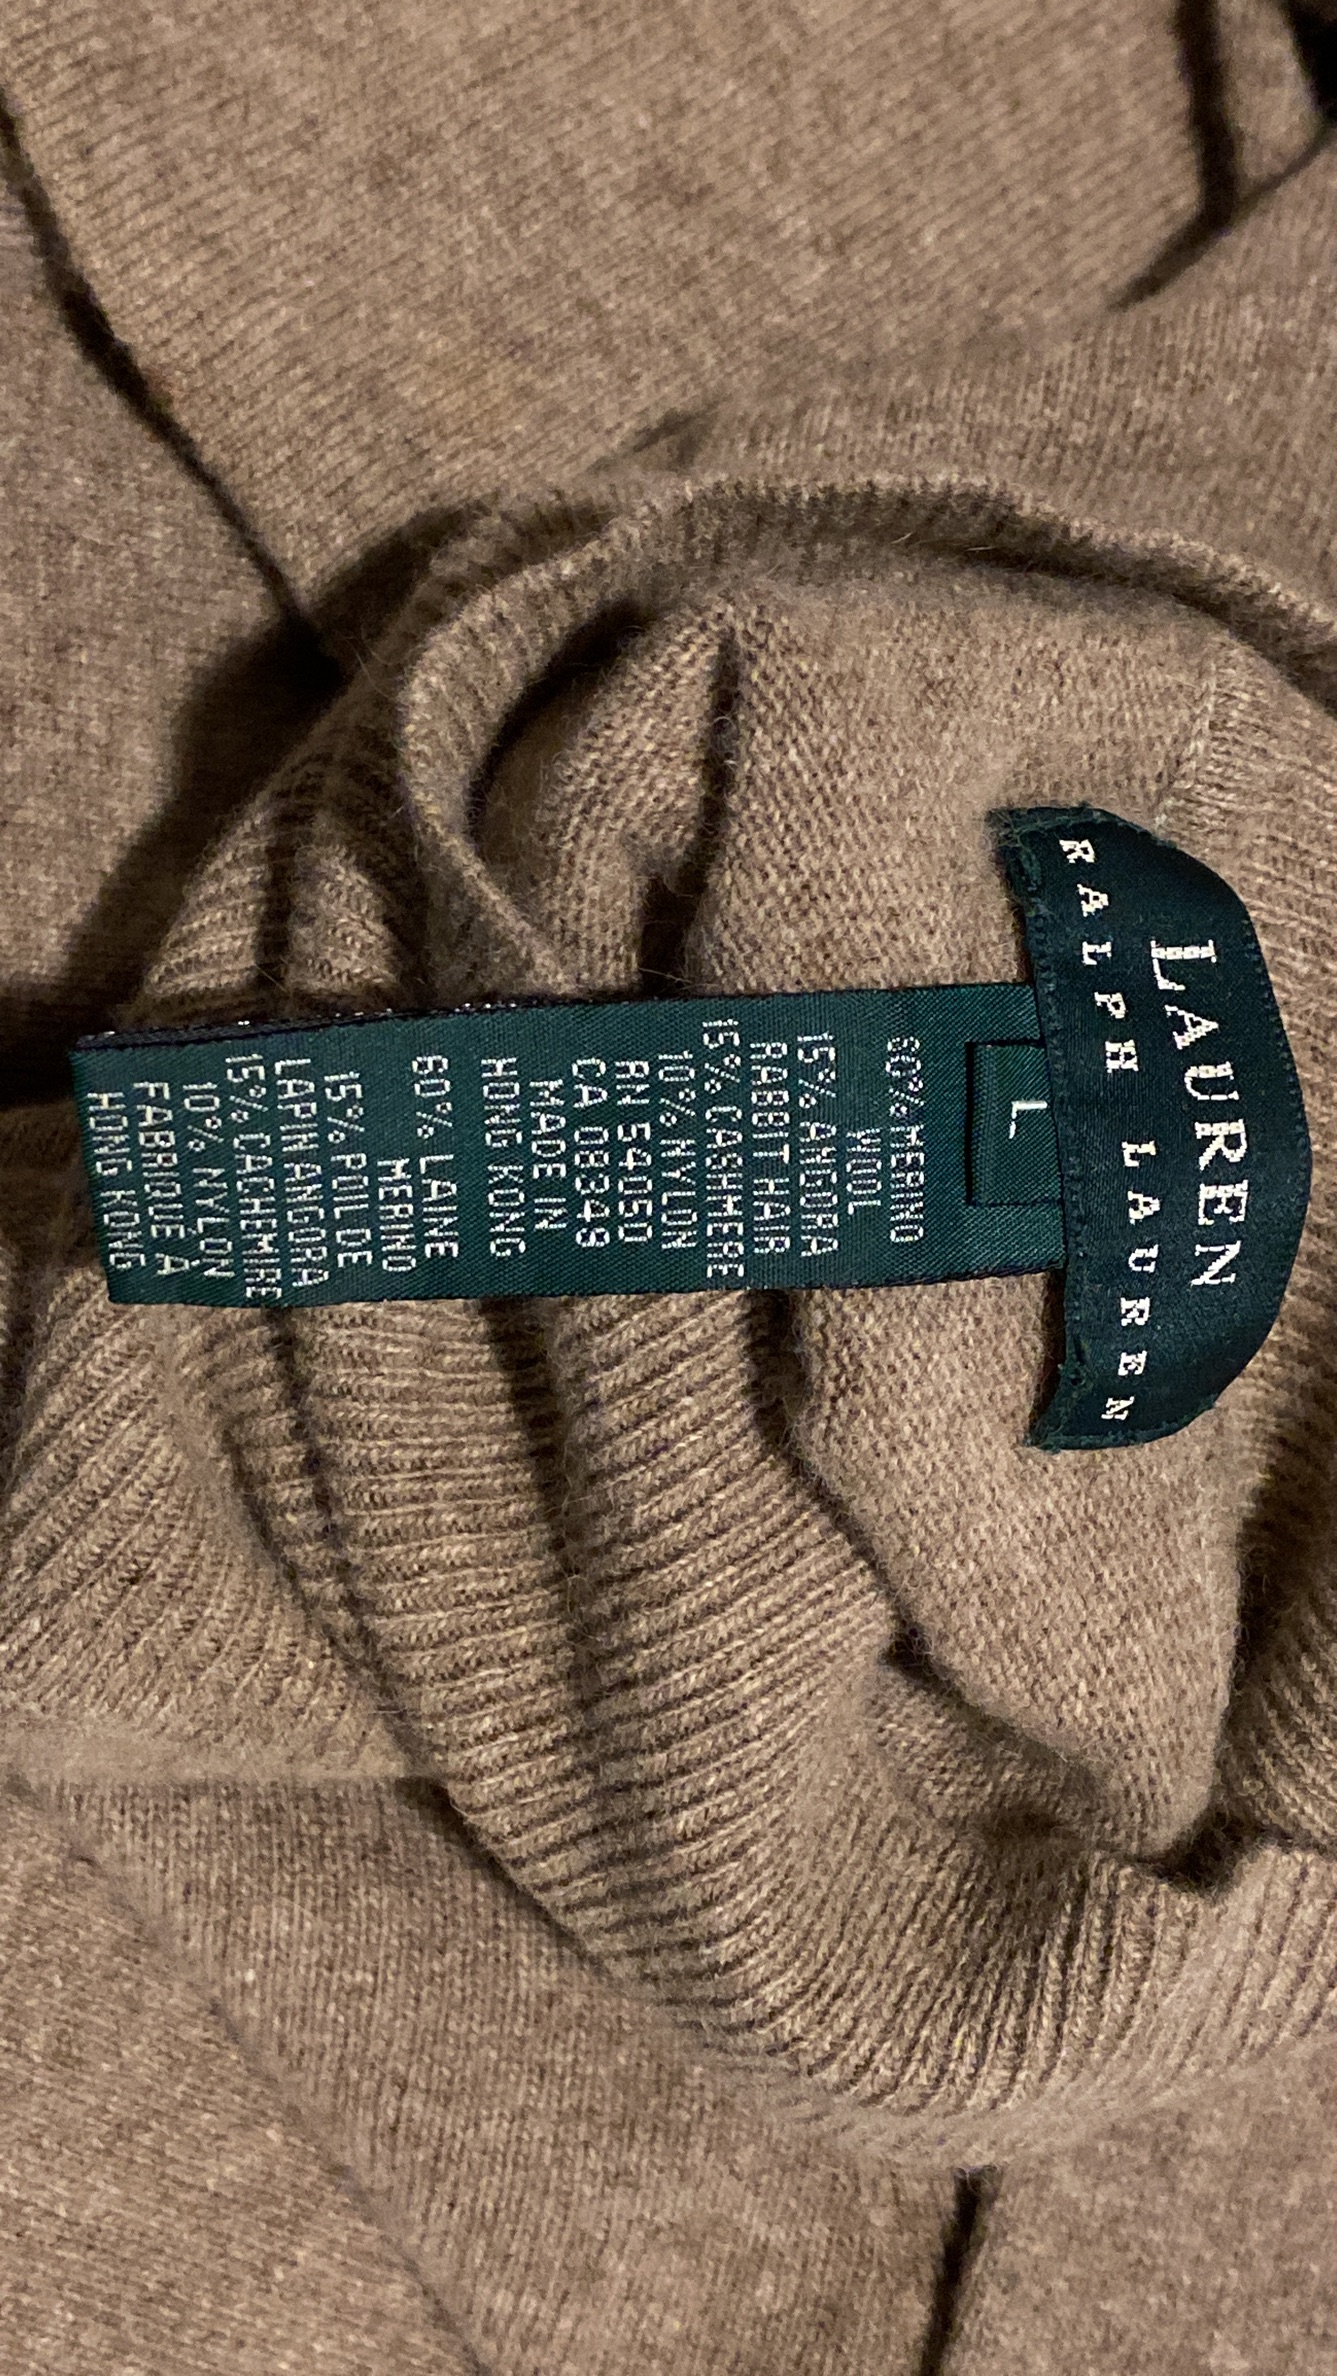 LAUREN
RALPH LAUREN
L
60% MERINO
WOOL
15% ANGORA
RABBIT HAIR
15% CASHMERE
10% NYLON
RN 54050
CA 08349
MADE IN
HONG KONG
60% LAINE
MERINO
15% POIL DE
LAPIN ANGORA
15% CACHEMIRE
10% NYLON
FABRIQUE A
HONG KONG